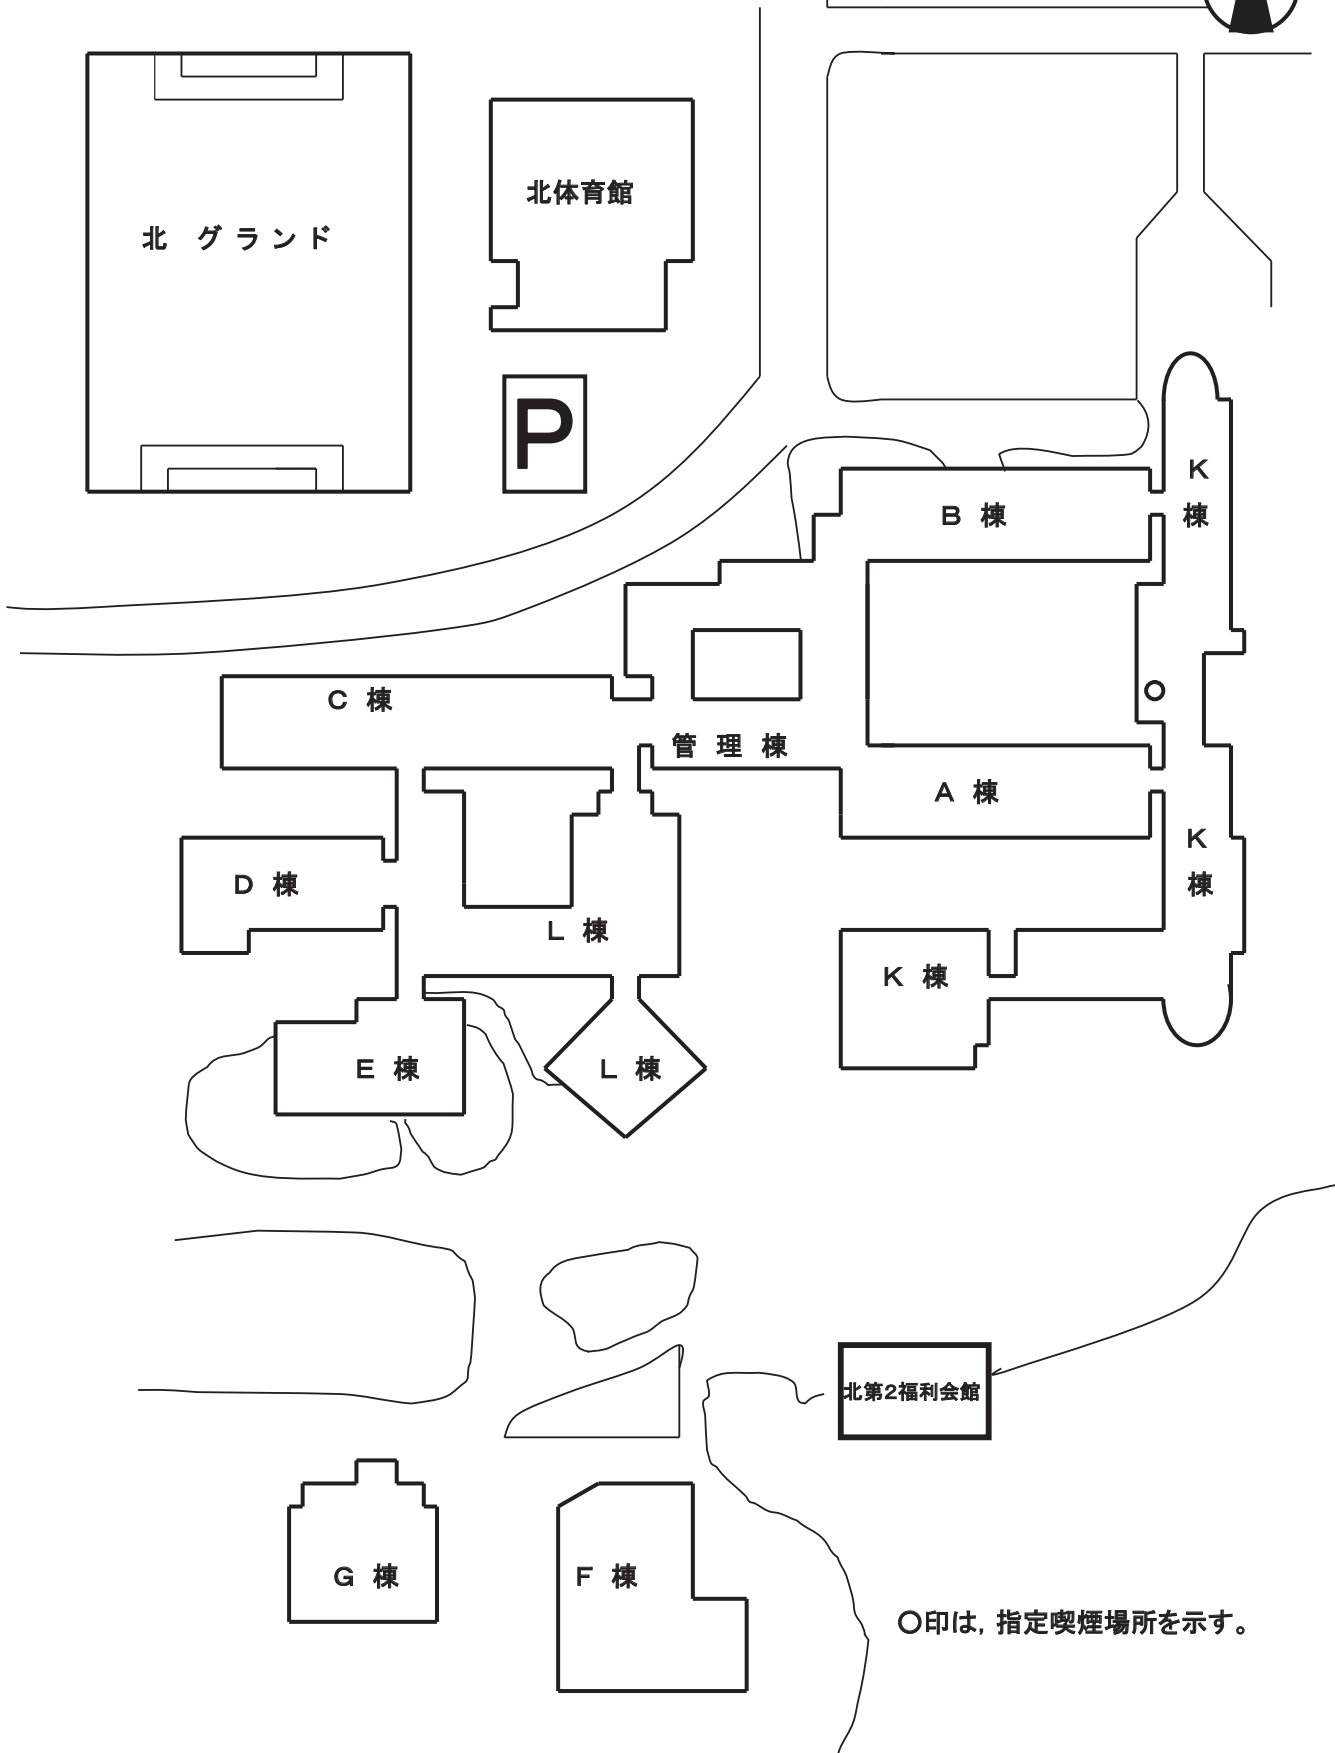 北体育館
北 グランド
P
K
棟
B 棟
C 棟
管 理 棟
A 棟
K
棟
D 棟
L 棟
K 棟
E 棟
L 棟
北第2福利会館
G 棟
F 棟
○印は，指定喫煙場所を示す。